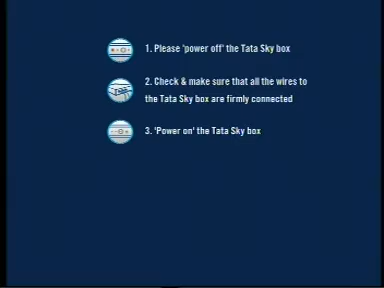 1. Please 'power off' the Tata Sky box
2. Check & make sure that all the wires to
the Tata Sky box are firmly connected
3. 'Power on' the Tata Sky box